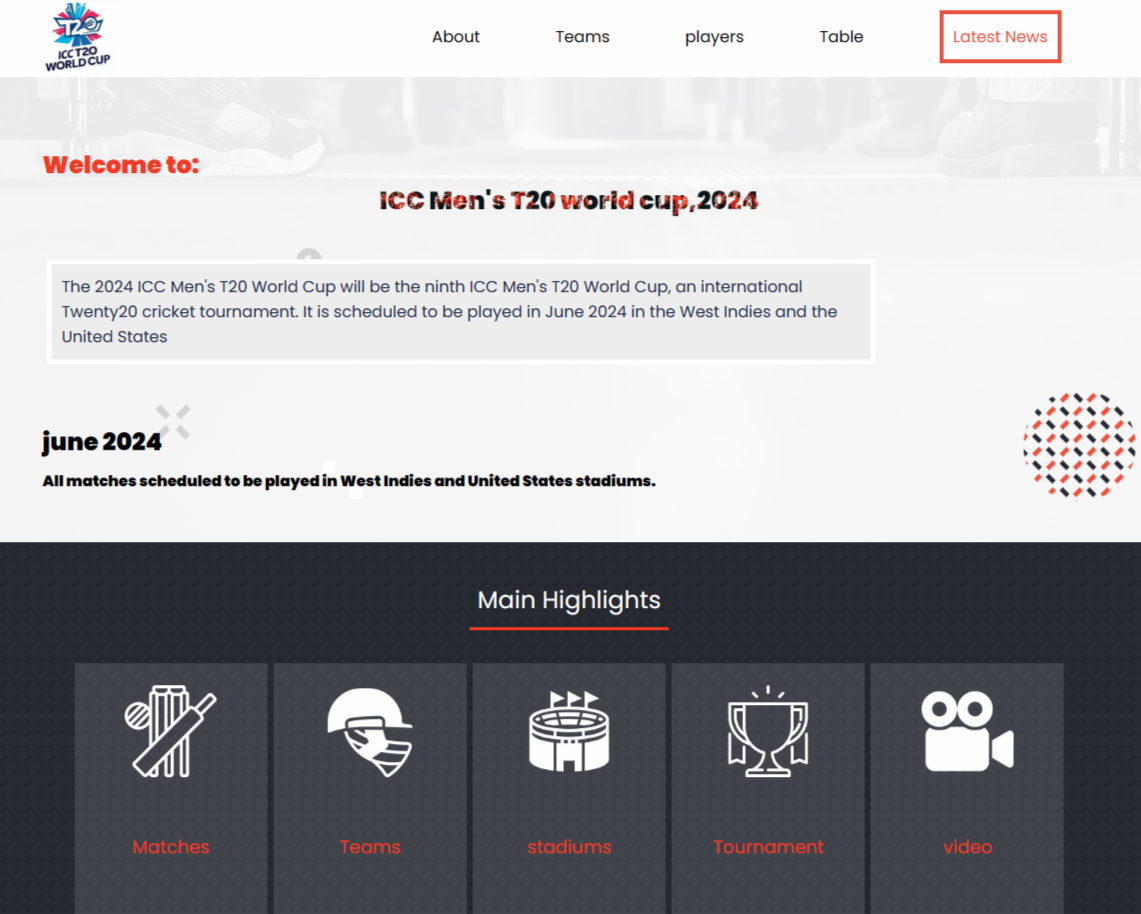 T20
ICC T20
WORLD CUP
About
Teams
players
Table
Latest News
Welcome to:
ICC Men's T20 world cup,2024
The 2024 ICC Men's T20 World Cup will be the ninth ICC Men's T20 World Cup, an international
Twenty20 cricket tournament. It is scheduled to be played in June 2024 in the West Indies and the
United States
june 2024
All matches scheduled to be played in West Indies and United States stadiums.
Main Highlights
Matches
Teams
stadiums
Tournament
video